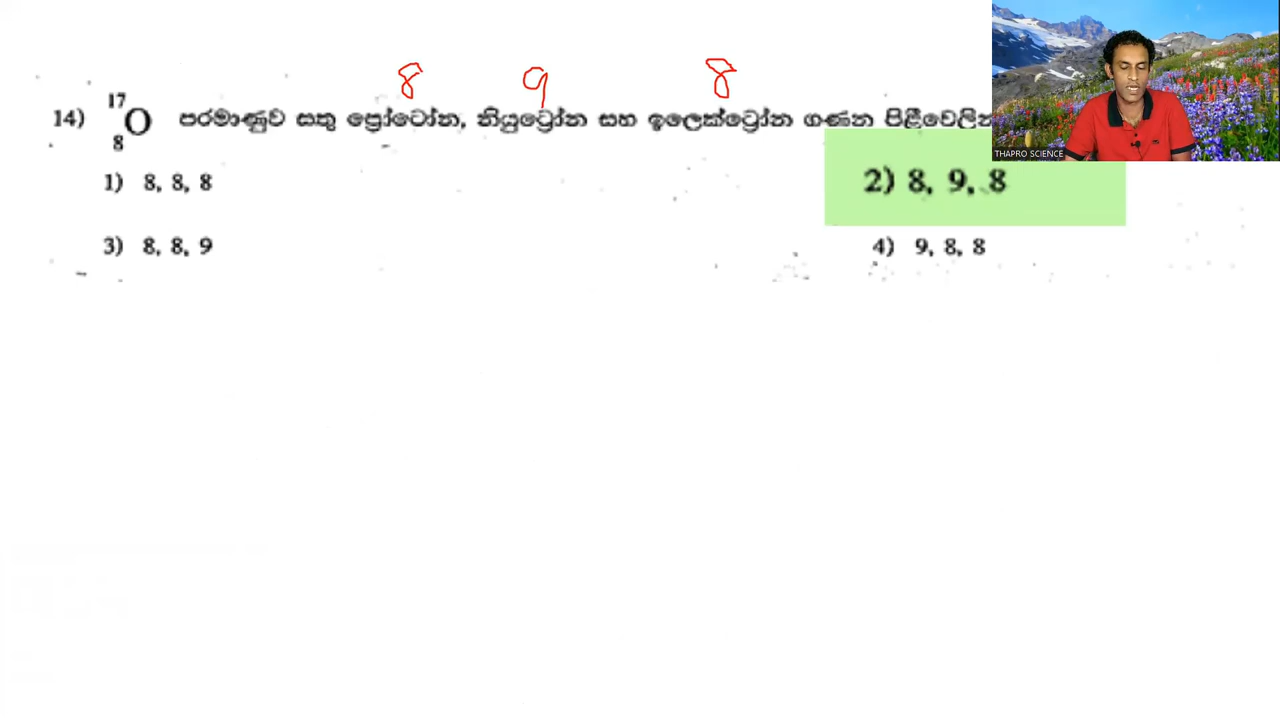 8 9 8
14) ¹⁷₈O පරමාණුව සතු ප්‍රෝටෝන, නියුට්‍රෝන සහ ඉලෙක්ට්‍රෝන ගණන පිළිවෙලින්
THAPRO SCIENCE
1) 8, 8, 8
2) 8, 9, 8
3) 8, 8, 9
4) 9, 8, 8